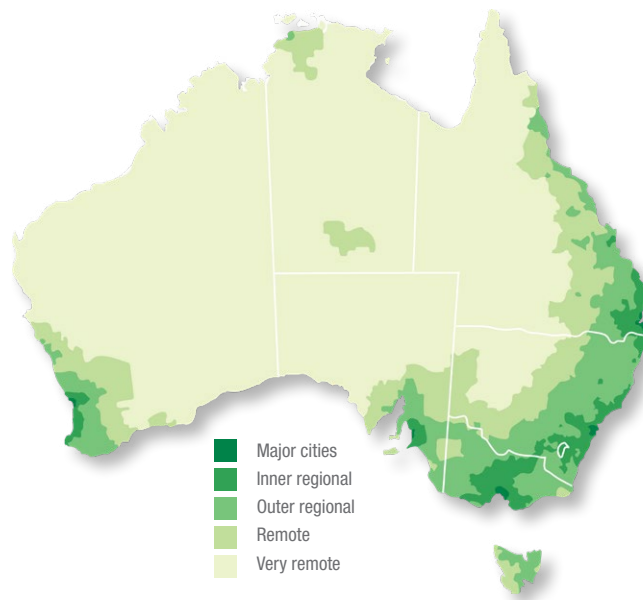 Major cities
Inner regional
Outer regional
Remote
Very remote